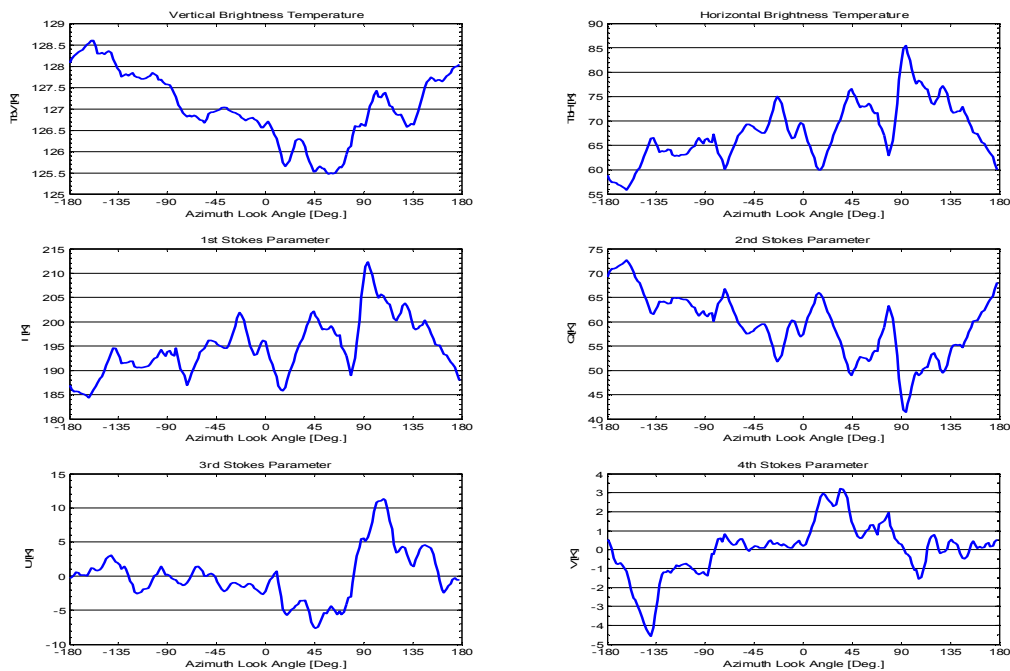 Vertical Brightness Temperature
129
128.5
128
127.5
127
126.5
126
125.5
125
TbV[K]
-180 -135 -90 -45 0 45 90 135 180
Azimuth Look Angle [Deg.]
Horizontal Brightness Temperature
90
85
80
75
70
65
60
55
TbH[K]
-180 -135 -90 -45 0 45 90 135 180
Azimuth Look Angle [Deg.]
1st Stokes Parameter
215
210
205
200
195
190
185
180
I [K]
-180 -135 -90 -45 0 45 90 135 180
Azimuth Look Angle [Deg.]
2nd Stokes Parameter
75
70
65
60
55
50
45
40
Q[K]
-180 -135 -90 -45 0 45 90 135 180
Azimuth Look Angle [Deg.]
3rd Stokes Parameter
15
10
5
0
-5
-10
U[K]
-180 -135 -90 -45 0 45 90 135 180
Azimuth Look Angle [Deg.]
4th Stokes Parameter
4
3
2
1
0
-1
-2
-3
-4
-5
V[K]
-180 -135 -90 -45 0 45 90 135 180
Azimuth Look Angle [Deg.]